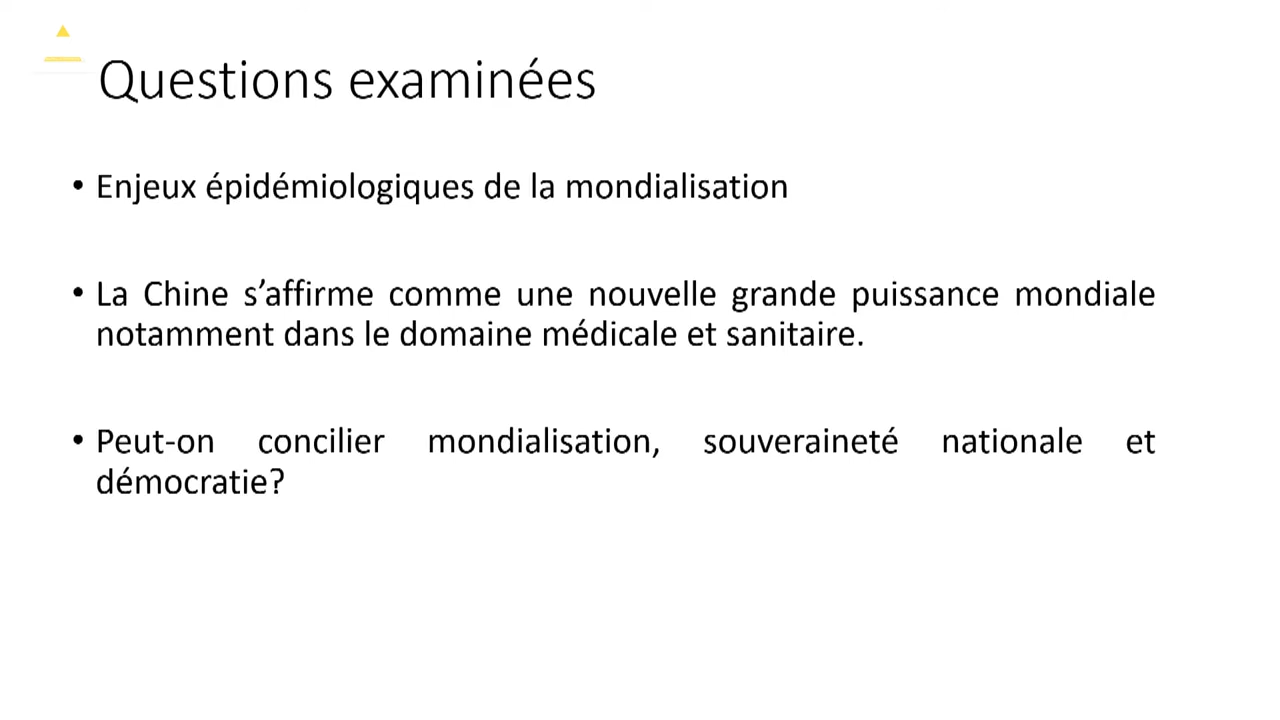 Questions examinées
• Enjeux épidémiologiques de la mondialisation
• La Chine s’affirme comme une nouvelle grande puissance mondiale
notamment dans le domaine médicale et sanitaire.
• Peut-on concilier mondialisation, souveraineté nationale et
démocratie?